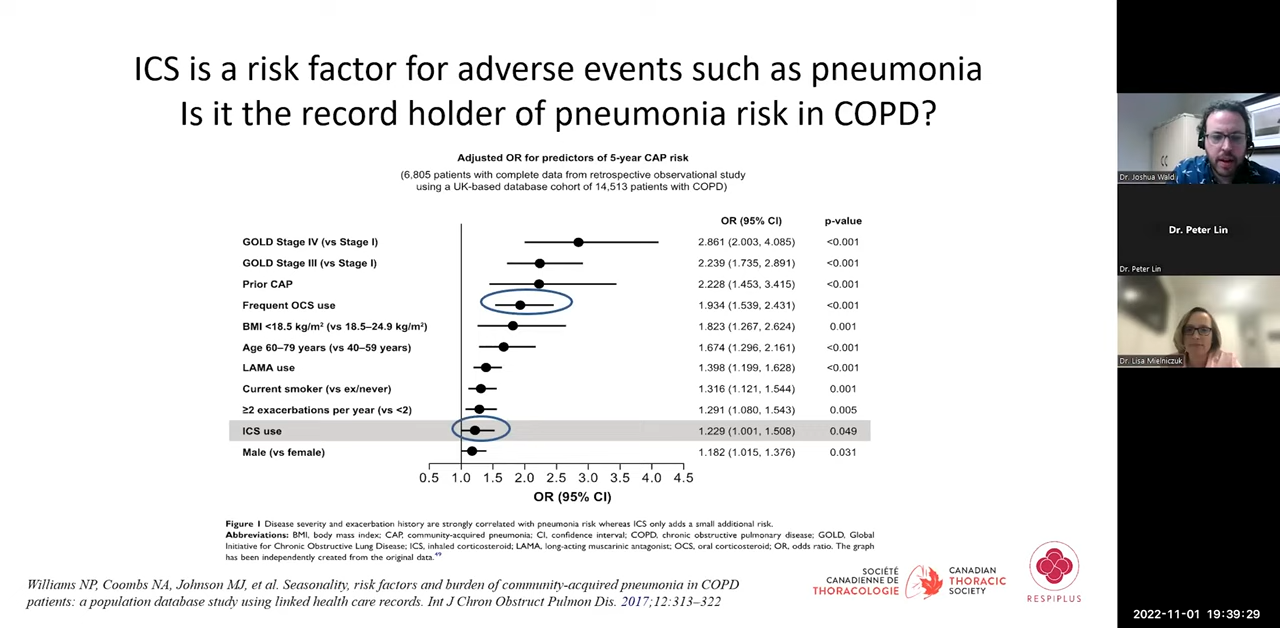 ICS is a risk factor for adverse events such as pneumonia
Is it the record holder of pneumonia risk in COPD?
Adjusted OR for predictors of 5-year CAP risk
(6,805 patients with complete data from retrospective observational study
using a UK-based database cohort of 14,513 patients with COPD)
OR (95% CI) p-value
GOLD Stage IV (vs Stage I) 2.861 (2.003, 4.085) <0.001
GOLD Stage III (vs Stage I) 2.239 (1.735, 2.891) <0.001
Prior CAP 2.228 (1.453, 3.415) <0.001
Frequent OCS use 1.934 (1.539, 2.431) <0.001
BMI <18.5 kg/m² (vs 18.5–24.9 kg/m²) 1.823 (1.267, 2.624) 0.001
Age 60–79 years (vs 40–59 years) 1.674 (1.296, 2.161) <0.001
LAMA use 1.398 (1.199, 1.628) <0.001
Current smoker (vs ex/never) 1.316 (1.121, 1.544) 0.001
≥2 exacerbations per year (vs <2) 1.291 (1.080, 1.543) 0.005
ICS use 1.229 (1.001, 1.508) 0.049
Male (vs female) 1.182 (1.015, 1.376) 0.031
0.5 1.0 1.5 2.0 2.5 3.0 3.5 4.0 4.5
OR (95% CI)
Figure 1 Disease severity and exacerbation history are strongly correlated with pneumonia risk whereas ICS only adds a small additional risk.
Abbreviations: BMI, body mass index; CAP, community-acquired pneumonia; CI, confidence interval; COPD, chronic obstructive pulmonary disease; GOLD, Global
Initiative for Chronic Obstructive Lung Disease; ICS, inhaled corticosteroid; LAMA, long-acting muscarinic antagonist; OCS, oral corticosteroid; OR, odds ratio. The graph
has been independently created from the original data.⁴⁹
Williams NP, Coombs NA, Johnson MJ, et al. Seasonality, risk factors and burden of community-acquired pneumonia in COPD
patients: a population database study using linked health care records. Int J Chron Obstruct Pulmon Dis. 2017;12:313–322
SOCIÉTÉ
CANADIENNE DE
THORACOLOGIE
CANADIAN
THORACIC
SOCIETY
RESPIPLUS
Dr. Joshua Wald
Dr. Peter Lin
Dr. Peter Lin
Dr. Lisa Mielniczuk
2022-11-01 19:39:29